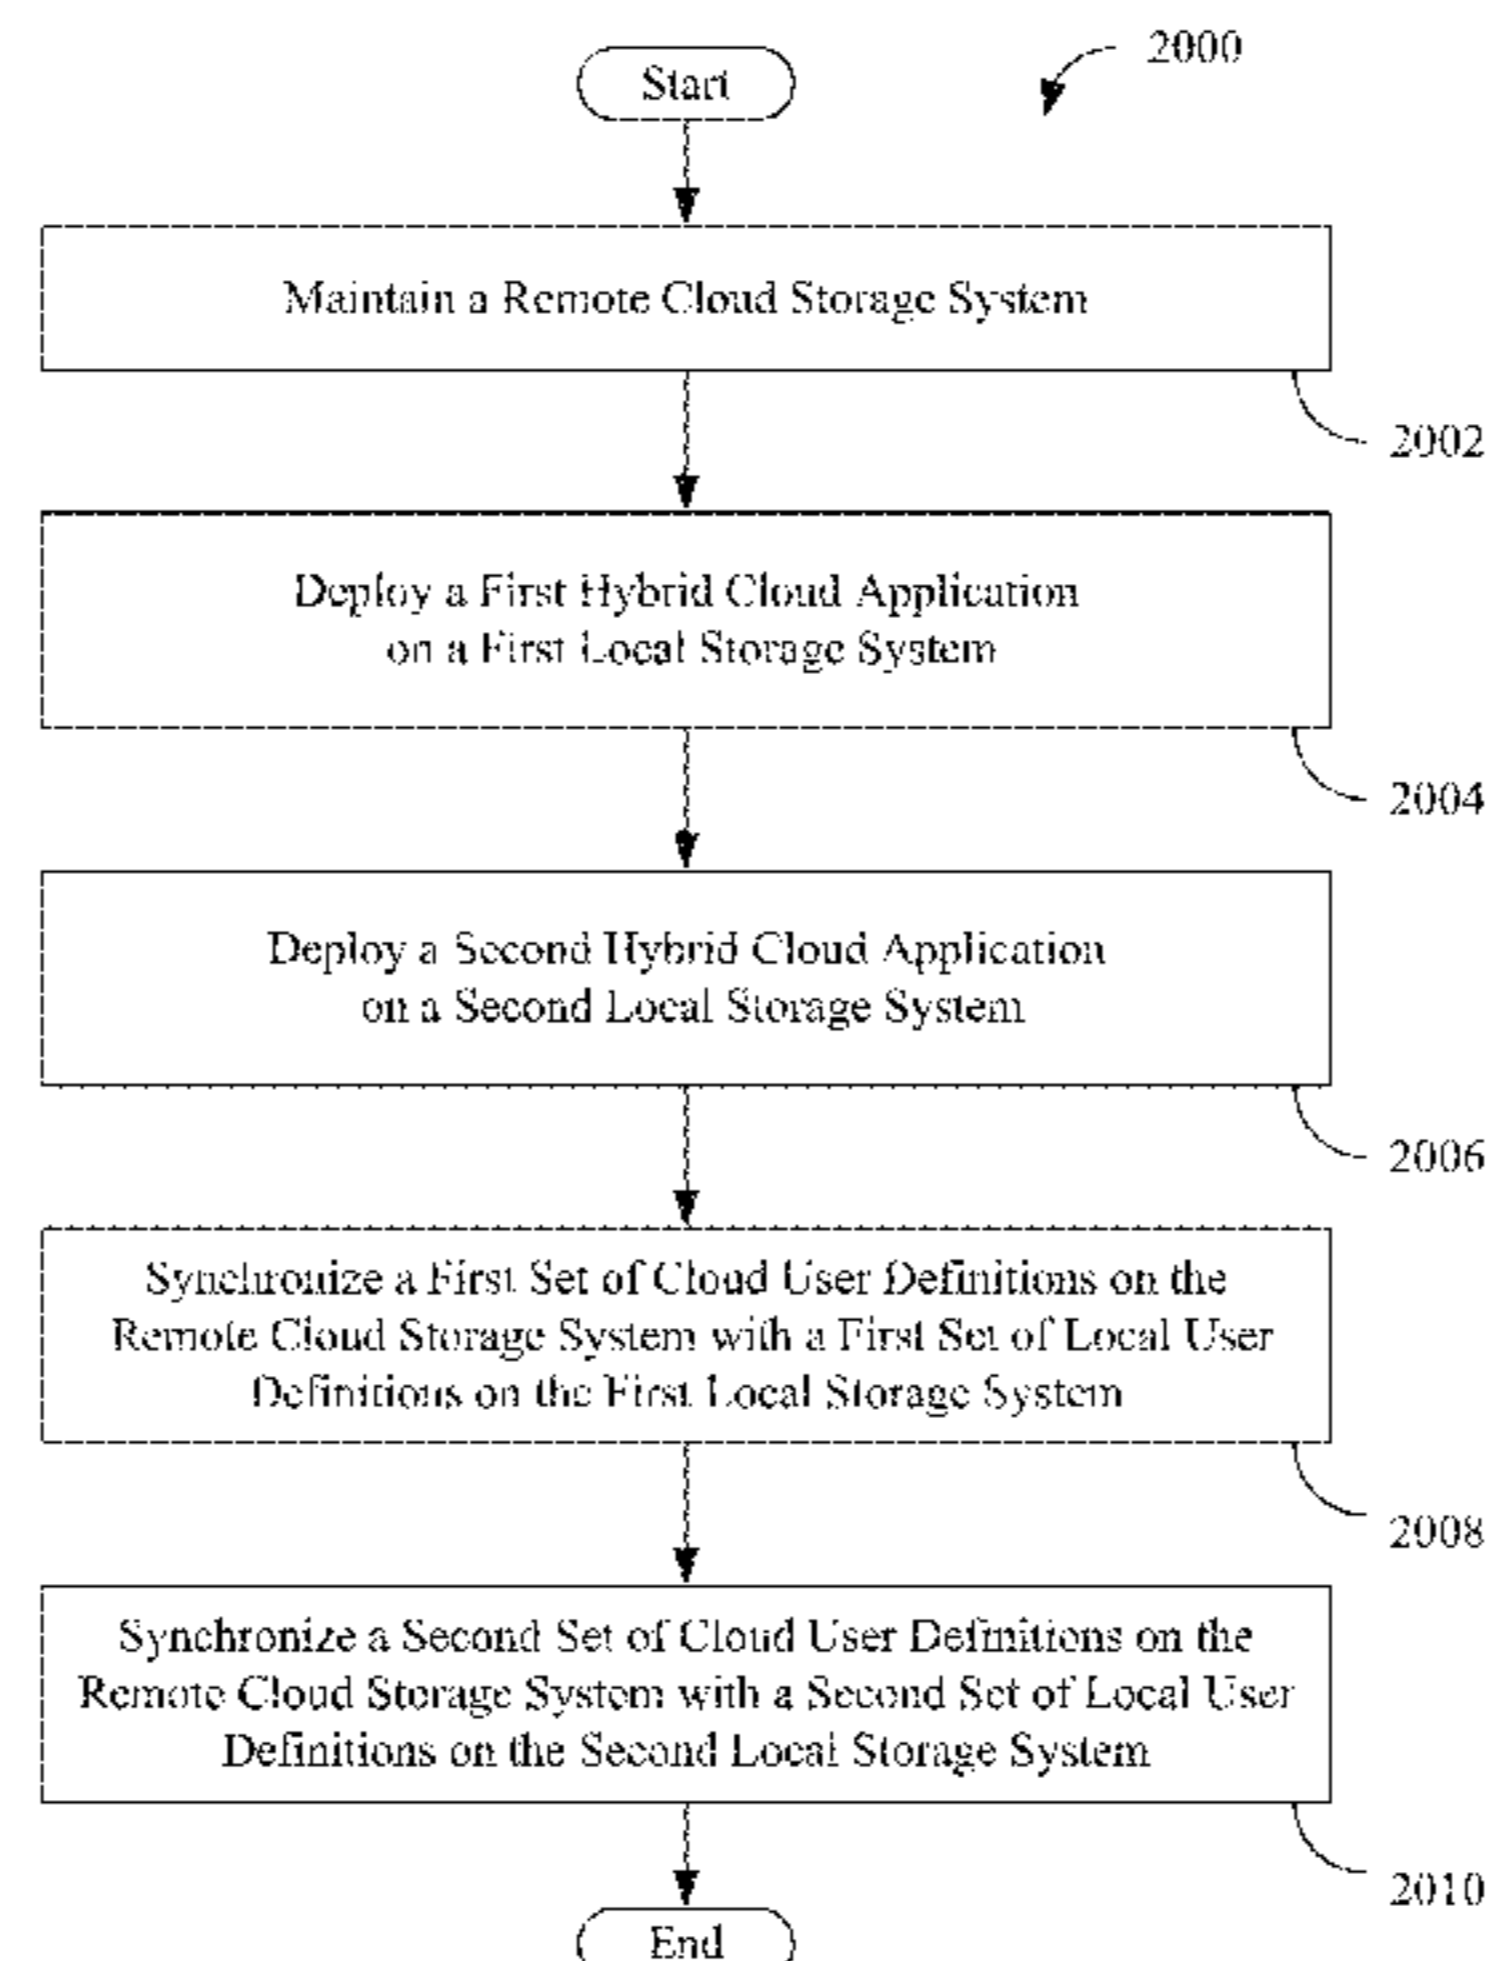 Start
2000
Maintain a Remote Cloud Storage System
2002
Deploy a First Hybrid Cloud Application
on a First Local Storage System
2004
Deploy a Second Hybrid Cloud Application
on a Second Local Storage System
2006
Synchronize a First Set of Cloud User Definitions on the
Remote Cloud Storage System with a First Set of Local User
Definitions on the First Local Storage System
2008
Synchronize a Second Set of Cloud User Definitions on the
Remote Cloud Storage System with a Second Set of Local User
Definitions on the Second Local Storage System
2010
End